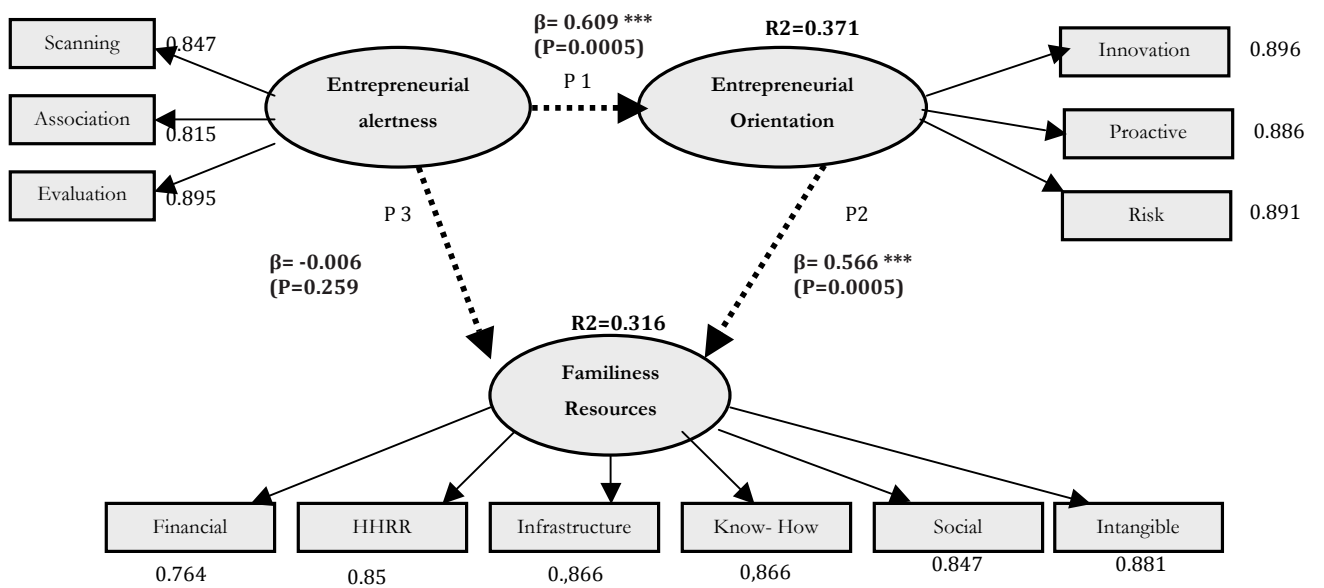 β= 0.609 ***
(P=0.0005)
P 1
R2=0.371
Scanning
0.847
Association
0.815
Evaluation
0.895
Entrepreneurial
alertness
Entrepreneurial
Orientation
Innovation
0.896
Proactive
0.886
Risk
0.891
P 3
β= -0.006
(P=0.259
P2
β= 0.566 ***
(P=0.0005)
R2=0.316
Familiness
Resources
Financial
HHRR
Infrastructure
Know- How
Social
Intangible
0.764
0.85
0.,866
0,866
0.847
0.881